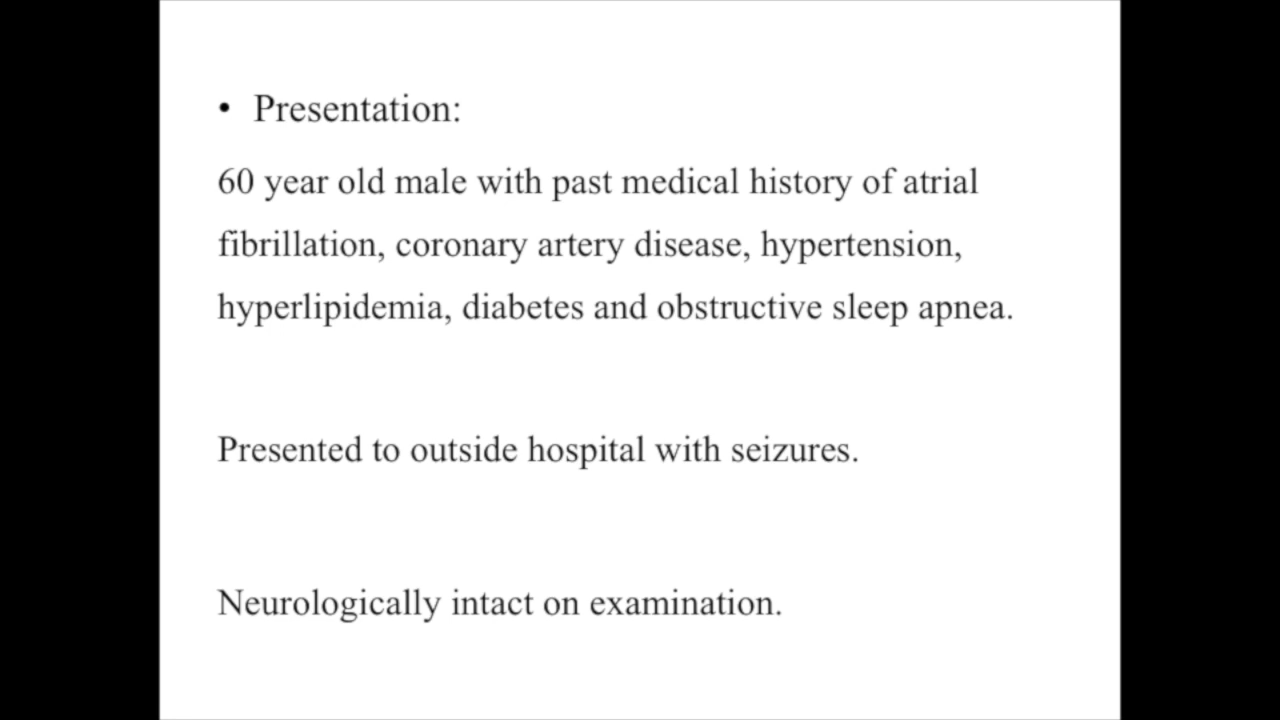 • Presentation:
60 year old male with past medical history of atrial
fibrillation, coronary artery disease, hypertension,
hyperlipidemia, diabetes and obstructive sleep apnea.
Presented to outside hospital with seizures.
Neurologically intact on examination.